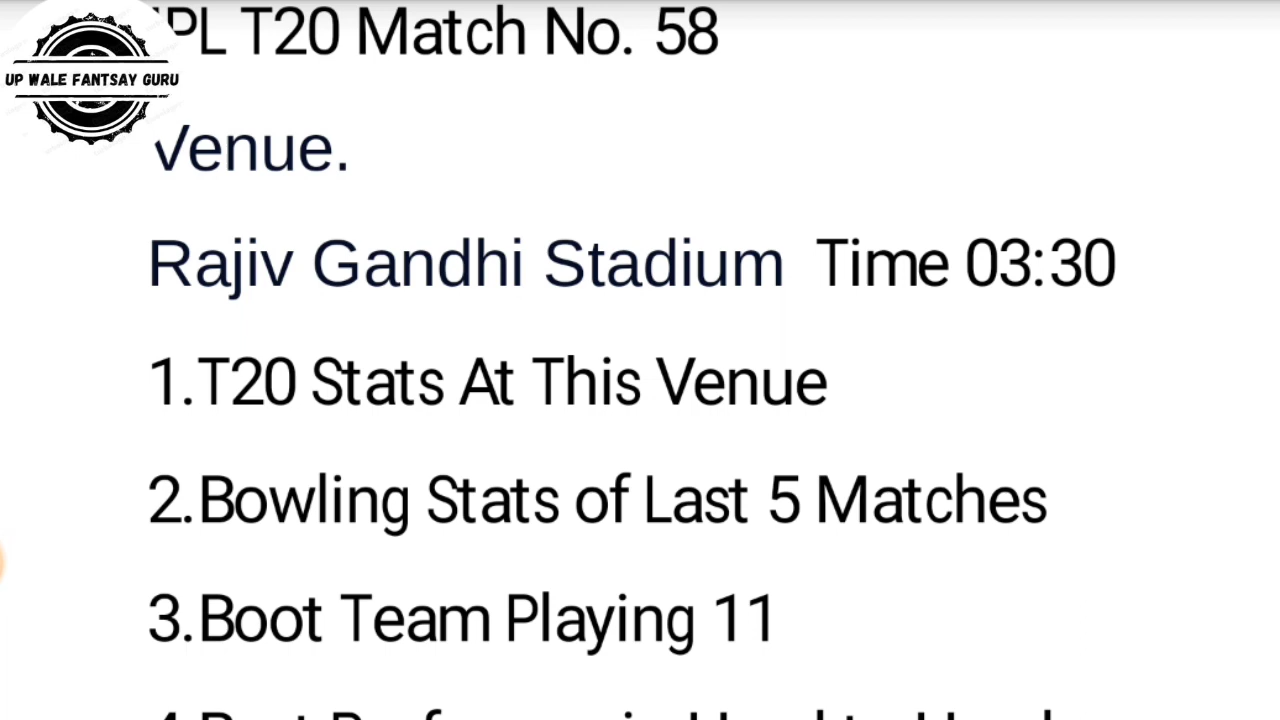 IPL T20 Match No. 58
UP WALE FANTSAY GURU
Venue.
Rajiv Gandhi Stadium Time 03:30
1.T20 Stats At This Venue
2.Bowling Stats of Last 5 Matches
3.Boot Team Playing 11